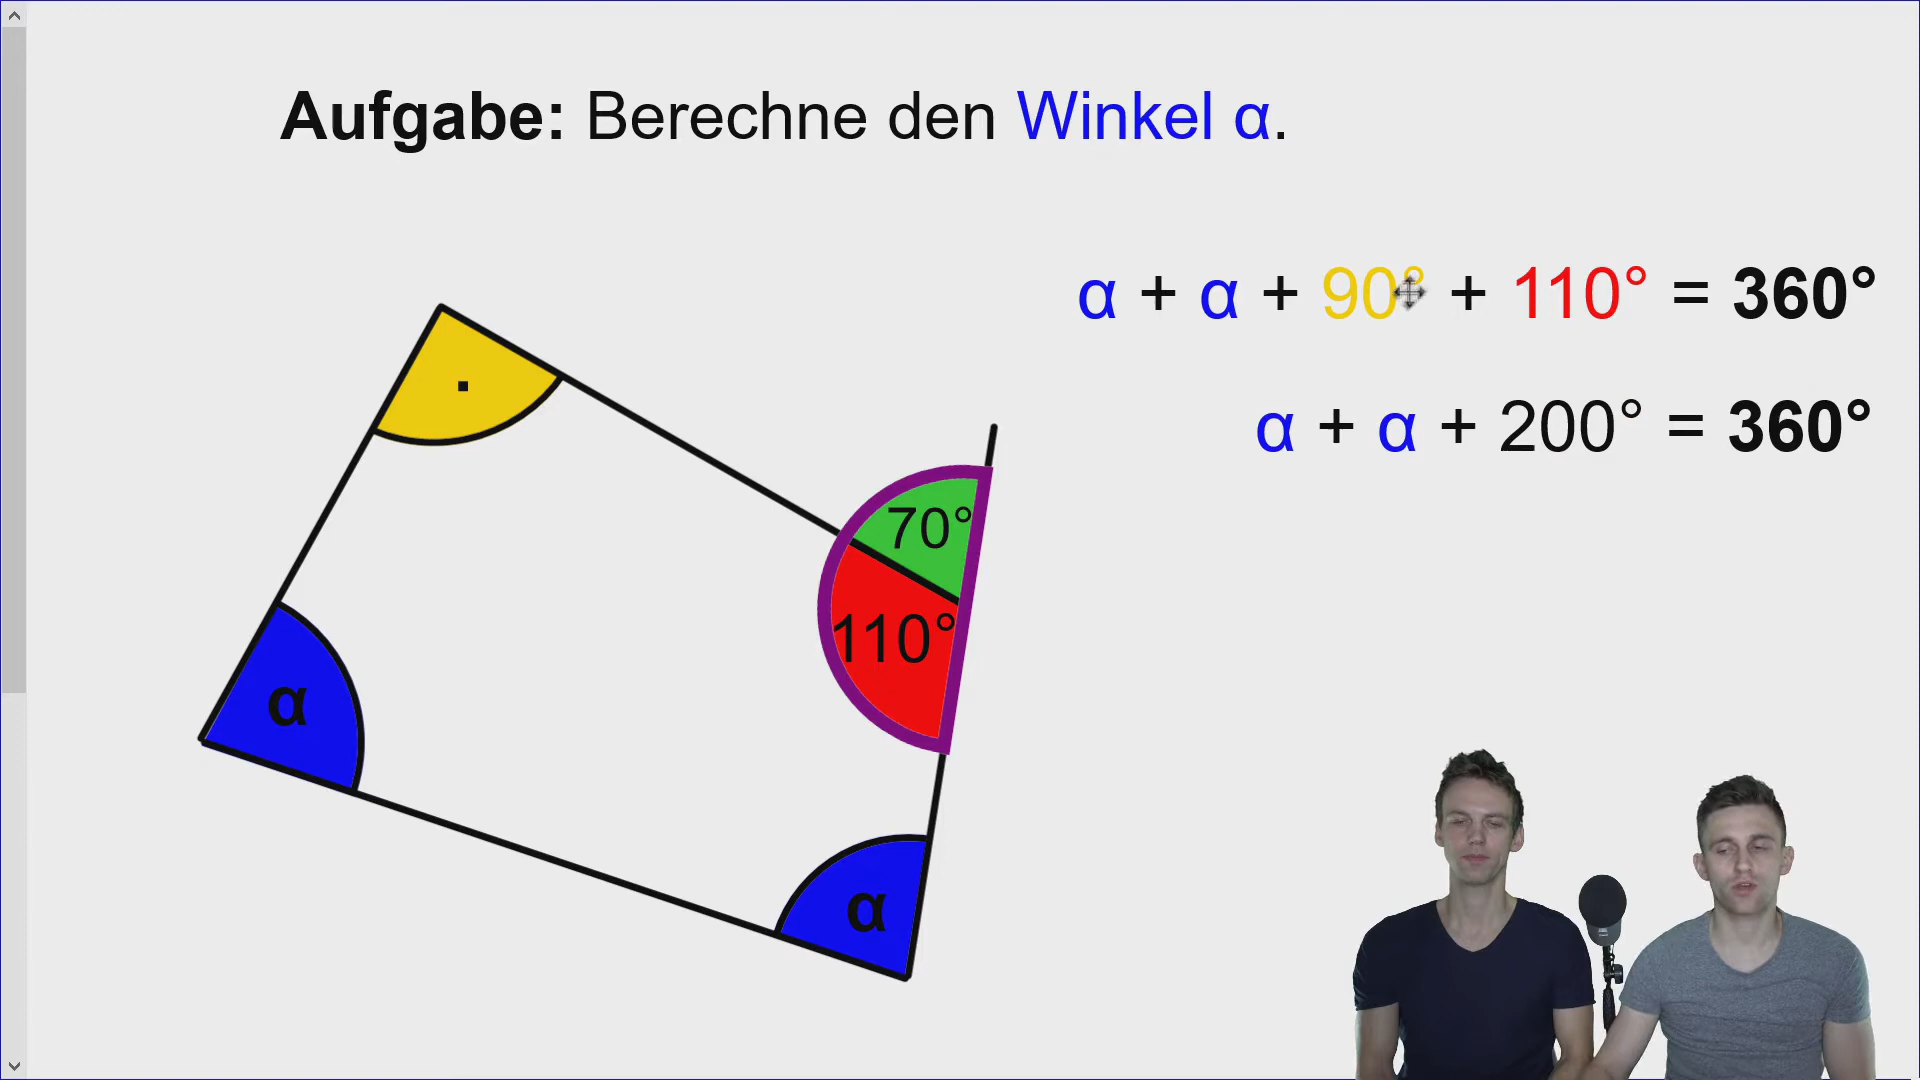 Aufgabe: Berechne den Winkel α.
α + α + 90° + 110° = 360°
α + α + 200° = 360°
70°
110°
α
α